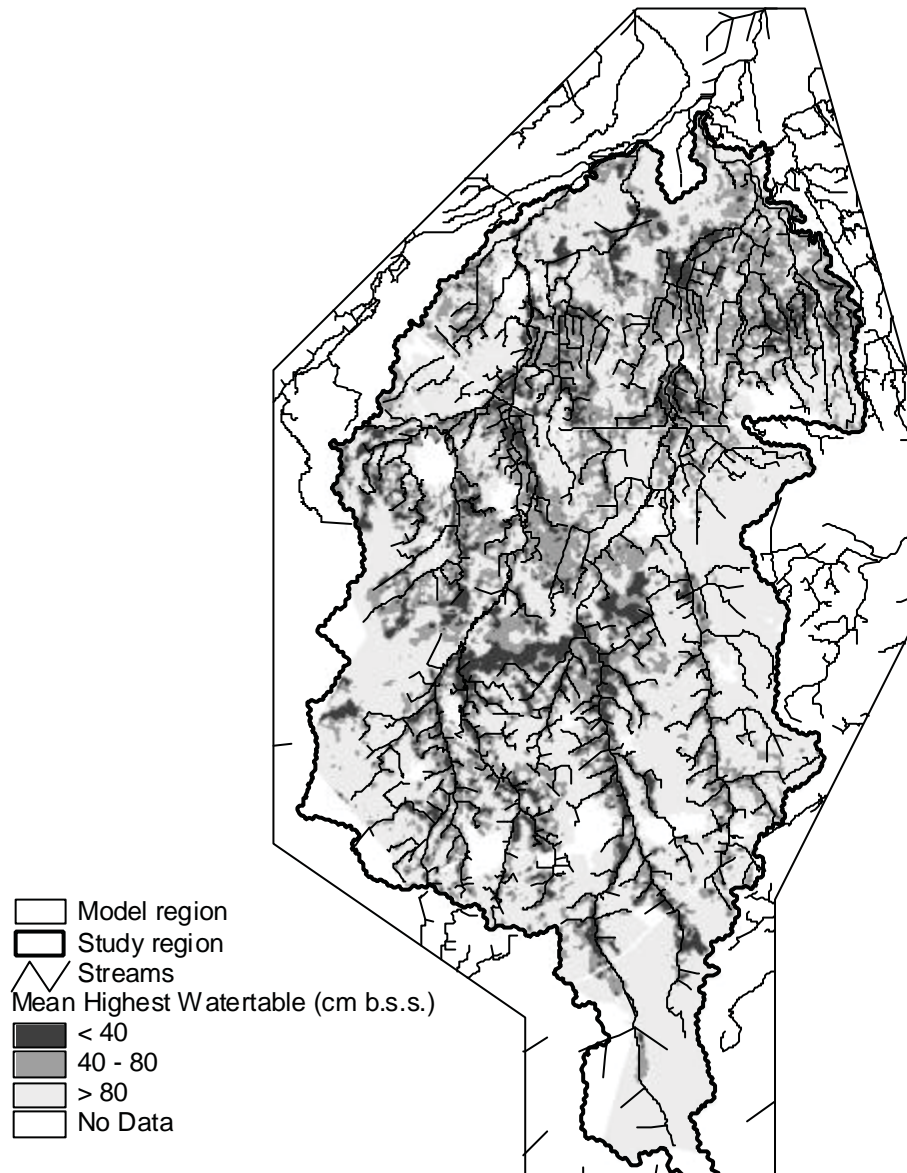 Model region
Study region
Streams
Mean Highest Watertable (cm b.s.s.)
< 40
40 - 80
> 80
No Data